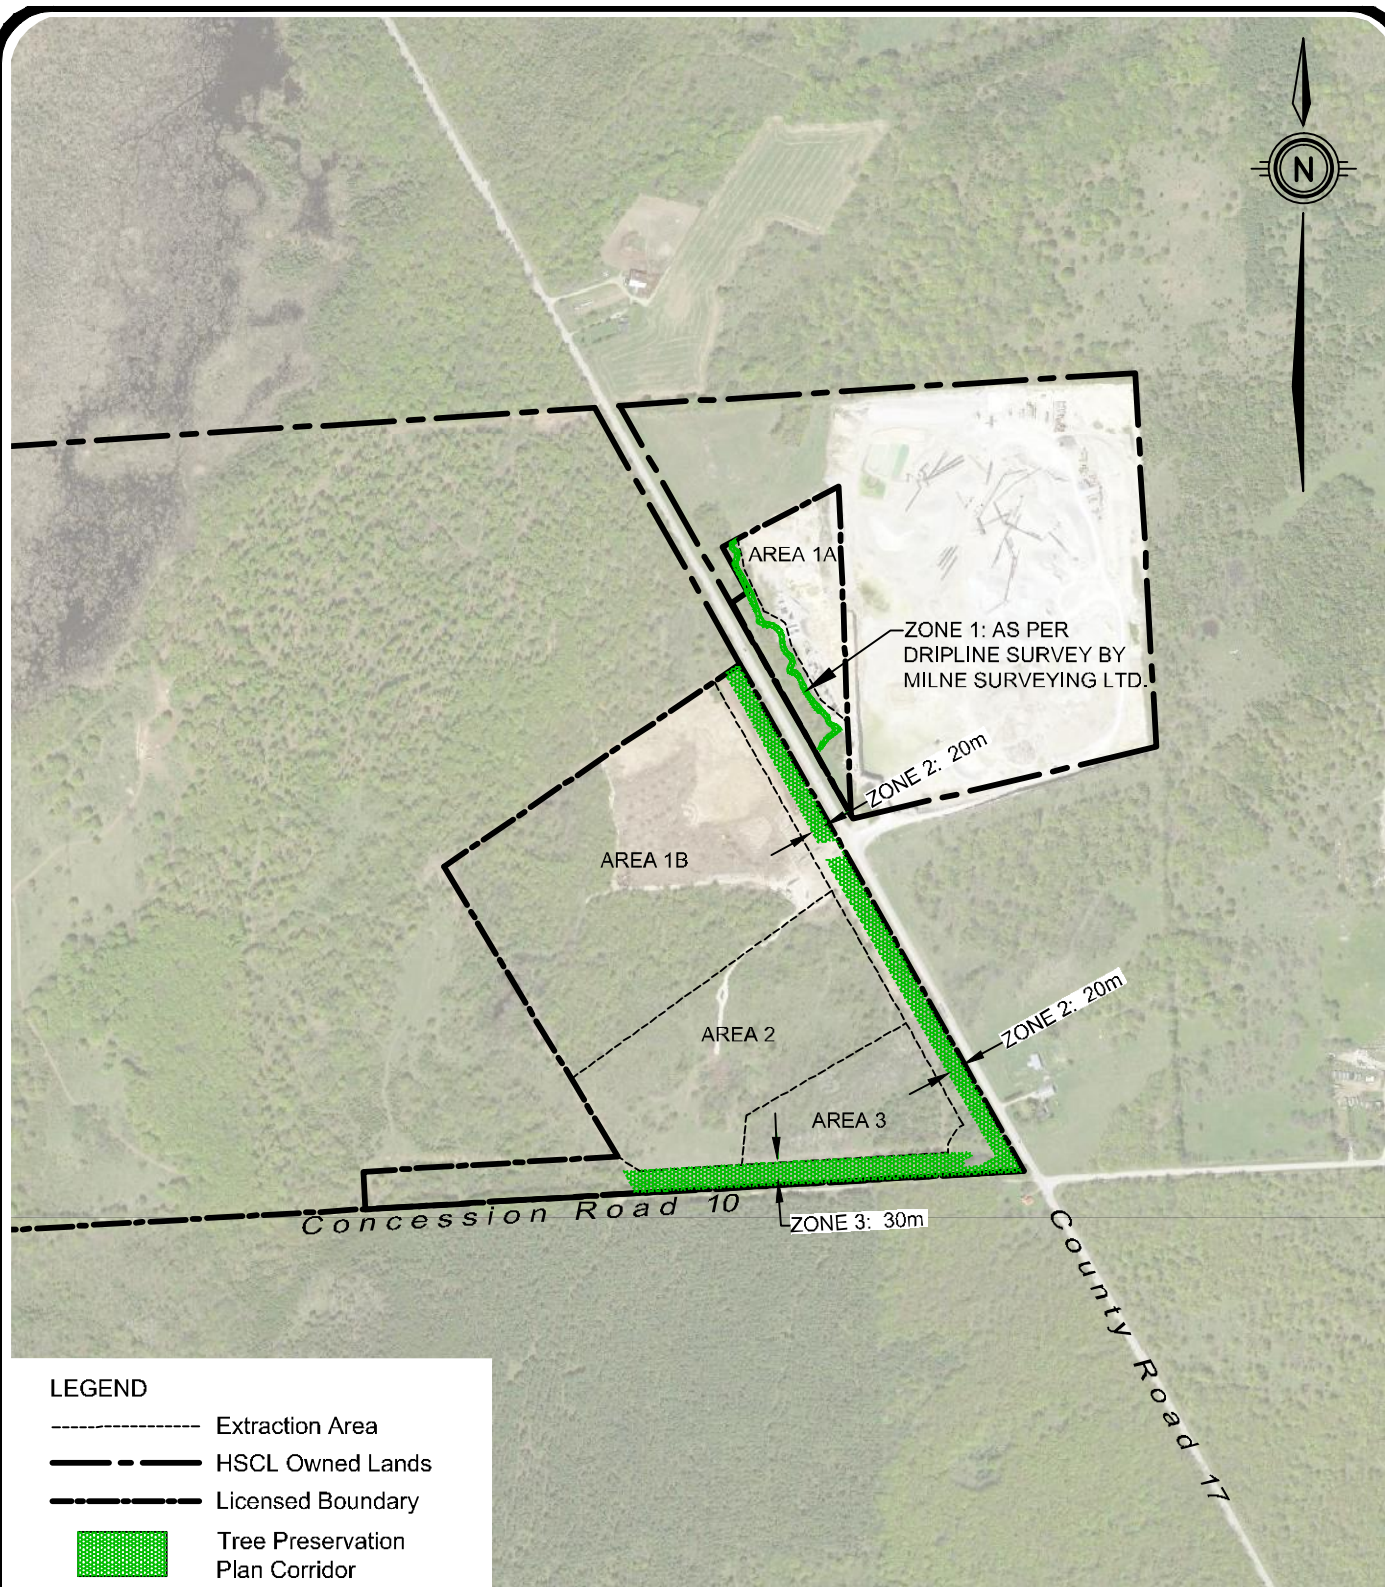 N
AREA 1A
ZONE 1: AS PER
DRIPLINE SURVEY BY
MILNE SURVEYING LTD.
ZONE 2: 20m
AREA 1B
ZONE 2: 20m
AREA 2
AREA 3
Concession Road 10
ZONE 3: 30m
County Road 17
LEGEND
Extraction Area
HSCL Owned Lands
Licensed Boundary
Tree Preservation
Plan Corridor